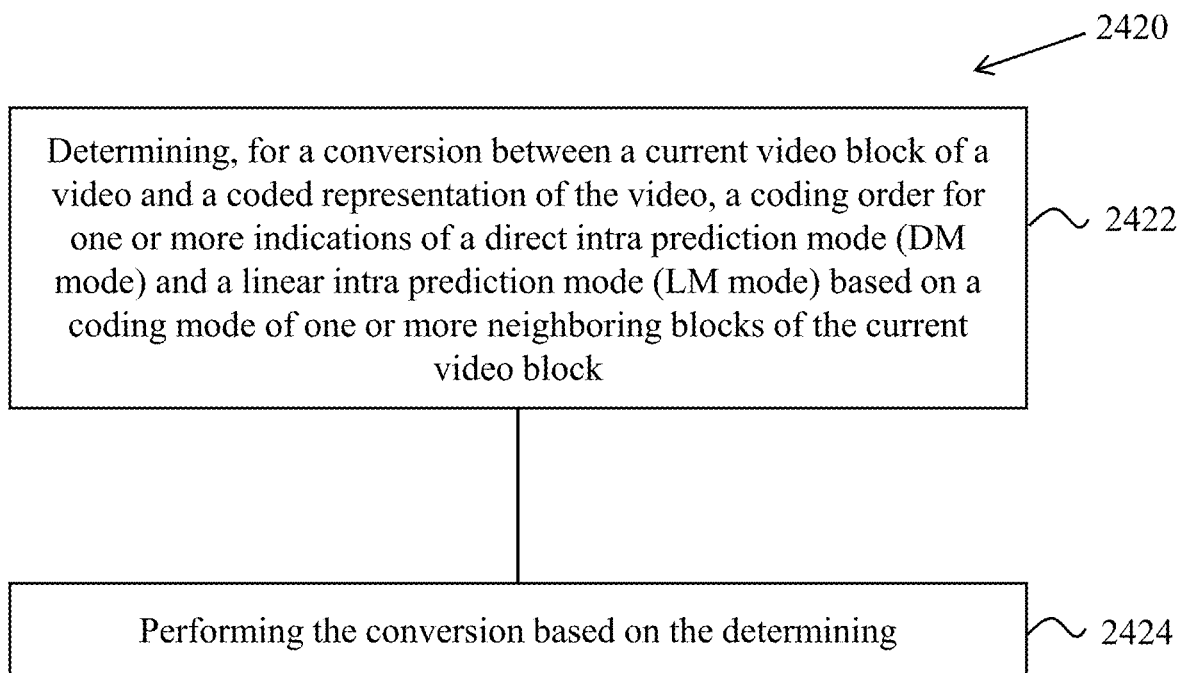 2420
Determining, for a conversion between a current video block of a
video and a coded representation of the video, a coding order for
one or more indications of a direct intra prediction mode (DM
mode) and a linear intra prediction mode (LM mode) based on a
coding mode of one or more neighboring blocks of the current
video block
2422
Performing the conversion based on the determining
2424